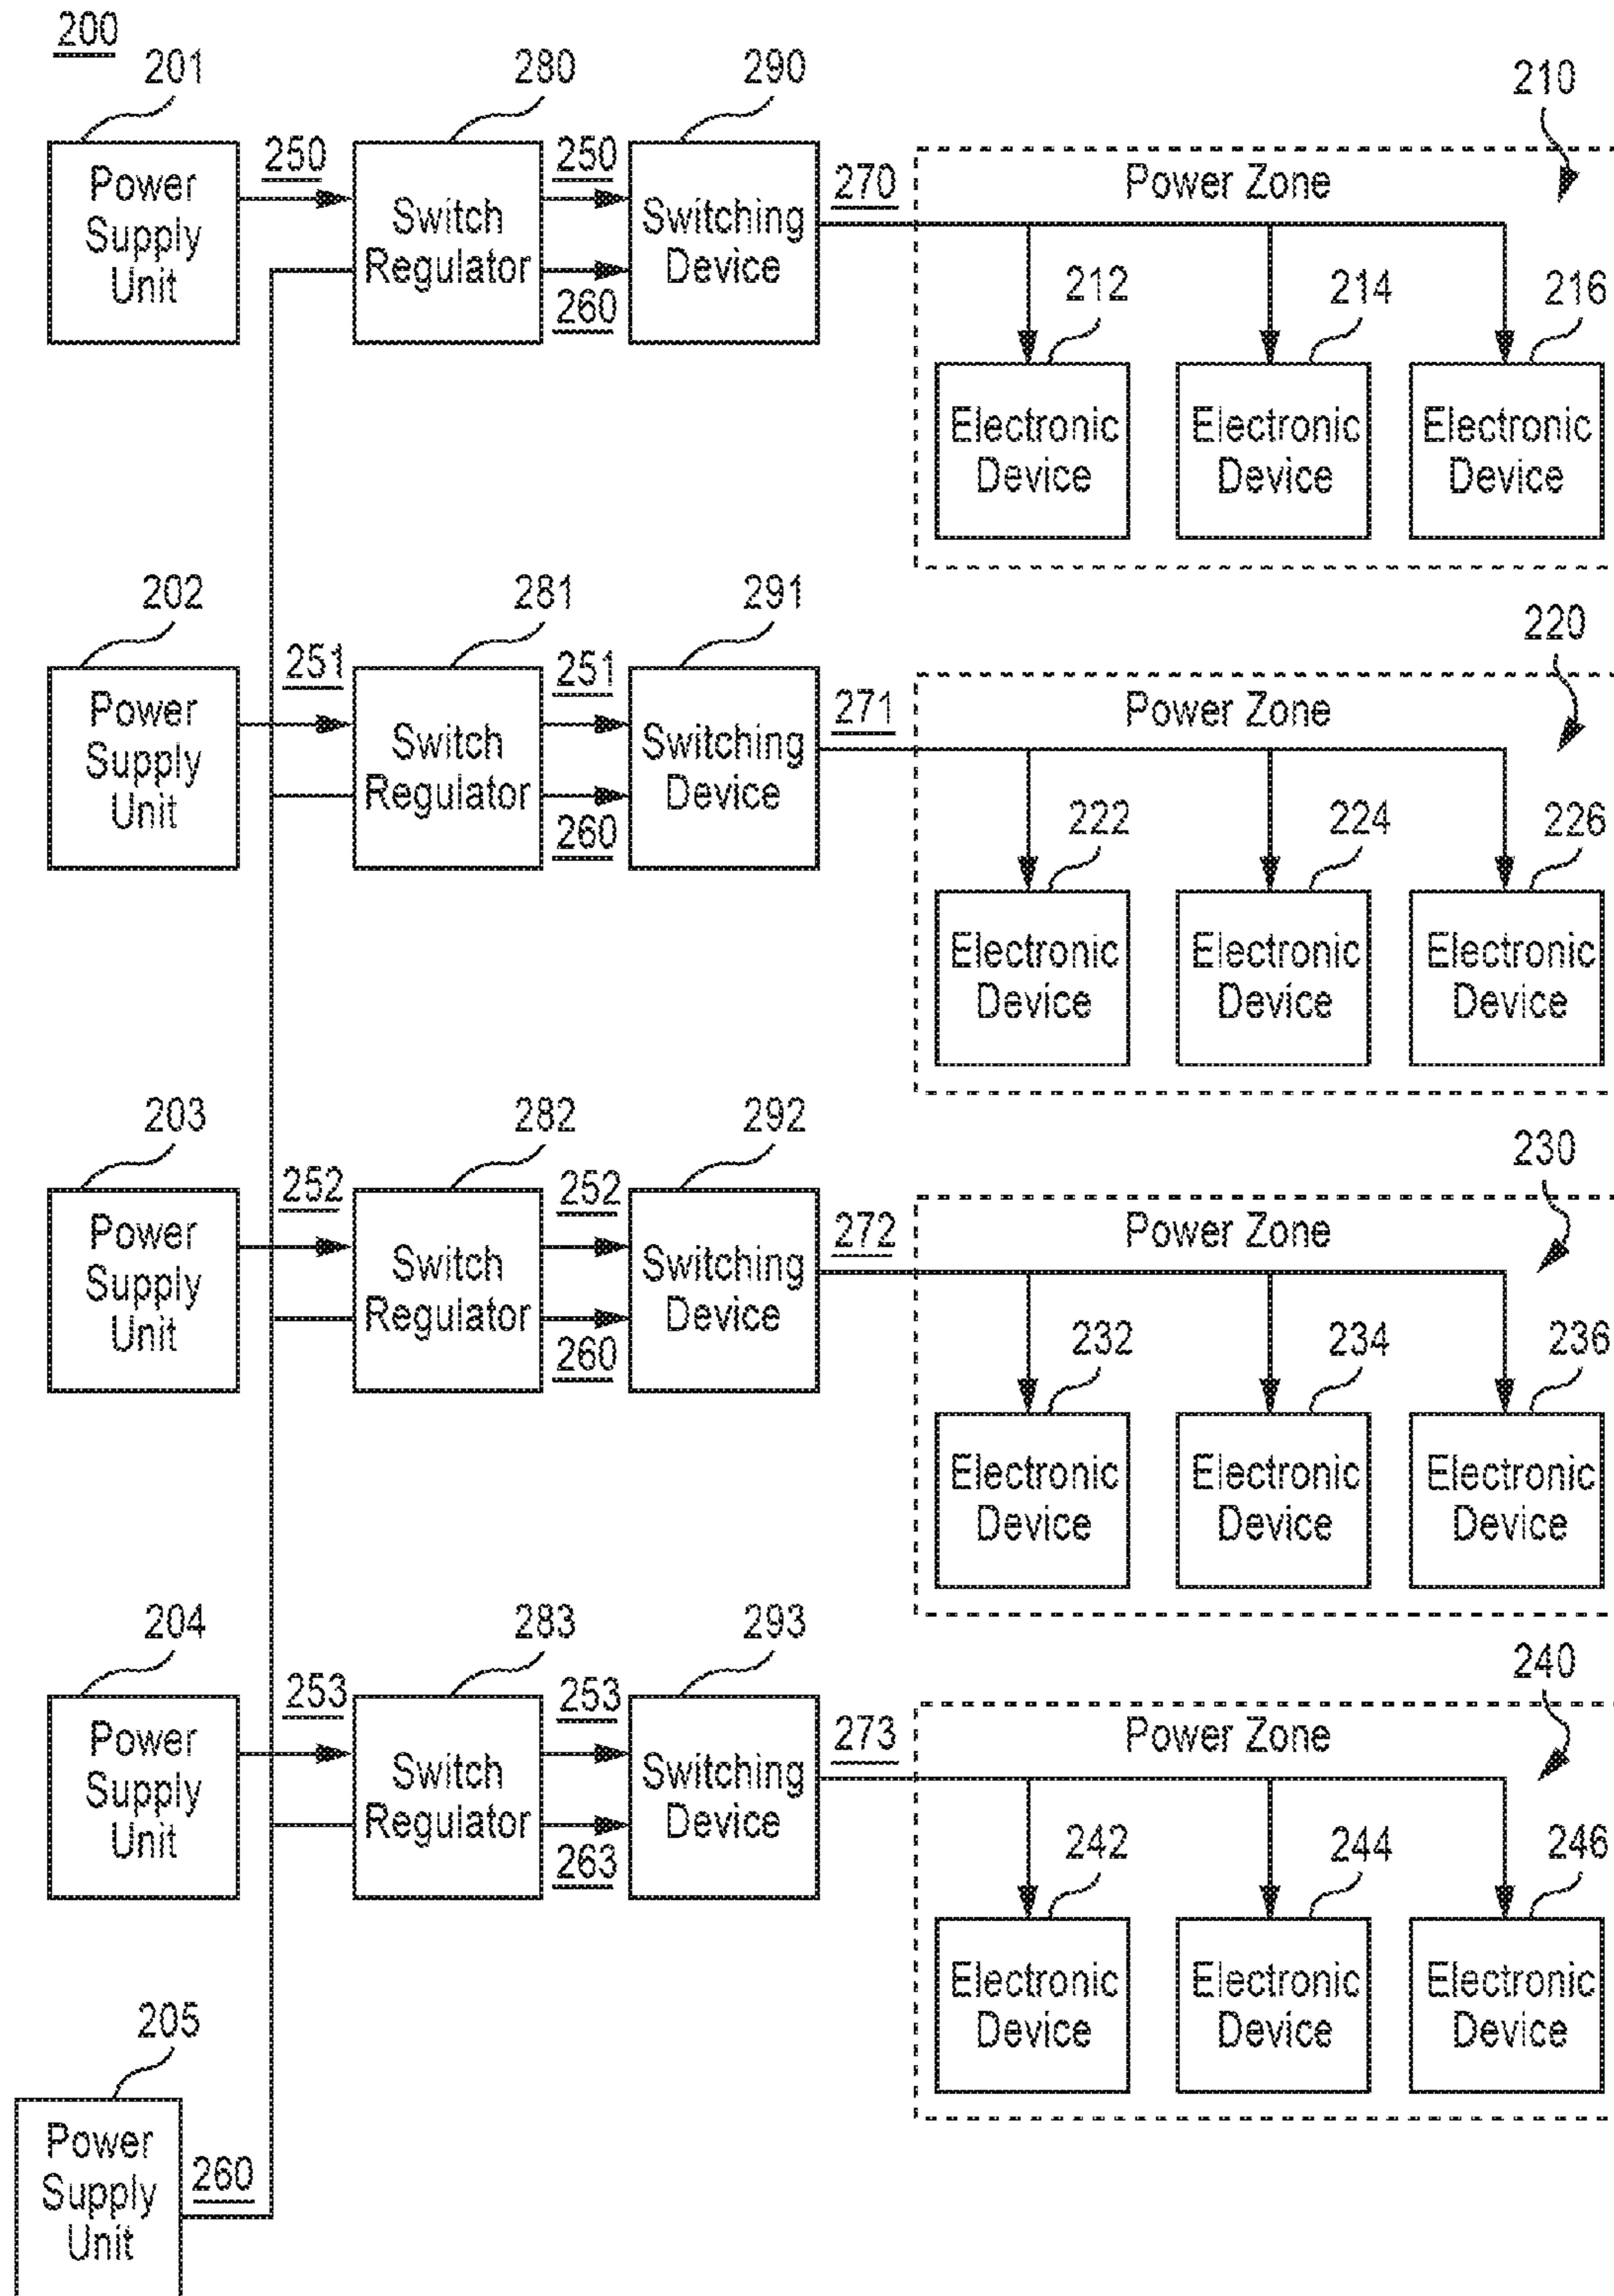 200
201
280
290
210
Power
Supply
Unit
250
Switch
Regulator
250
260
Switching
Device
270
Power Zone
212
214
216
Electronic
Device
Electronic
Device
Electronic
Device
202
281
291
220
Power
Supply
Unit
251
Switch
Regulator
251
260
Switching
Device
271
Power Zone
222
224
226
Electronic
Device
Electronic
Device
Electronic
Device
203
282
292
230
Power
Supply
Unit
252
Switch
Regulator
252
260
Switching
Device
272
Power Zone
232
234
236
Electronic
Device
Electronic
Device
Electronic
Device
204
283
293
240
Power
Supply
Unit
253
Switch
Regulator
253
263
Switching
Device
273
Power Zone
242
244
246
Electronic
Device
Electronic
Device
Electronic
Device
205
Power
Supply
Unit
260